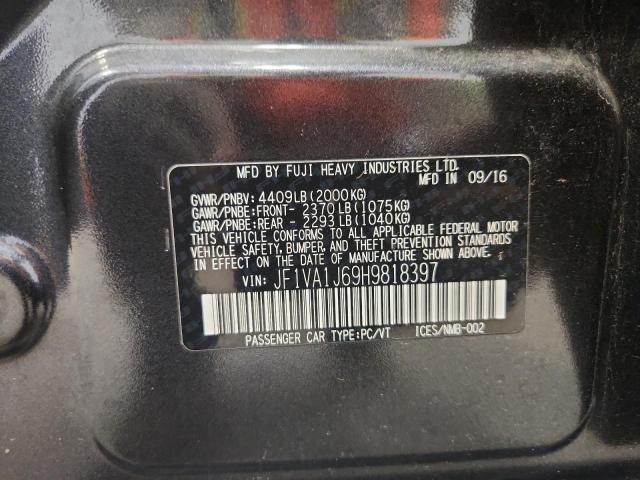 MFD BY FUJI HEAVY INDUSTRIES LTD.
MFD IN 09/16
GVWR/PNBV: 4409LB(2000KG)
GAWR/PNBE:FRONT- 2370LB(1075KG)
GAWR/PNBE:REAR - 2293LB(1040KG)
THIS VEHICLE CONFORMS TO ALL APPLICABLE FEDERAL MOTOR
VEHICLE SAFETY, BUMPER, AND THEFT PREVENTION STANDARDS
IN EFFECT ON THE DATE OF MANUFACTURE SHOWN ABOVE.
VIN: JF1VA1J69H9818397
PASSENGER CAR TYPE:PC/VT ICES/NMB-002